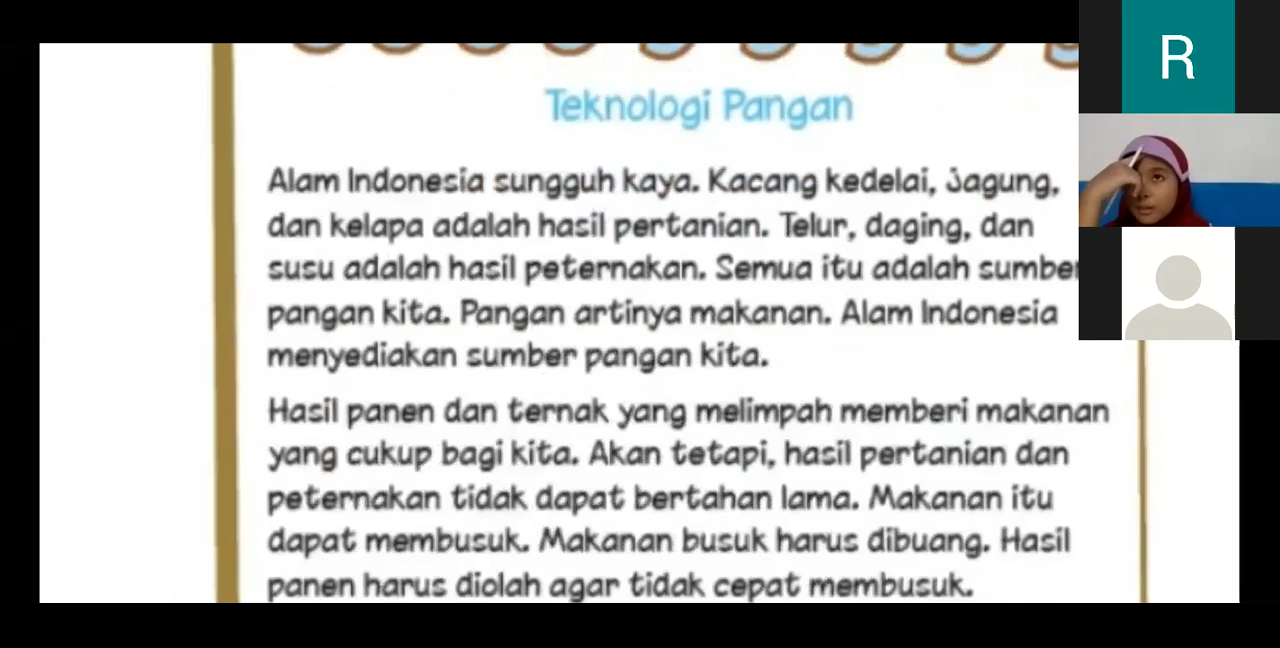 Teknologi Pangan
Alam Indonesia sungguh kaya. Kacang kedelai, jagung,
dan kelapa adalah hasil pertanian. Telur, daging, dan
susu adalah hasil peternakan. Semua itu adalah sumber
pangan kita. Pangan artinya makanan. Alam Indonesia
menyediakan sumber pangan kita.
Hasil panen dan ternak yang melimpah memberi makanan
yang cukup bagi kita. Akan tetapi, hasil pertanian dan
peternakan tidak dapat bertahan lama. Makanan itu
dapat membusuk. Makanan busuk harus dibuang. Hasil
panen harus diolah agar tidak cepat membusuk.
R